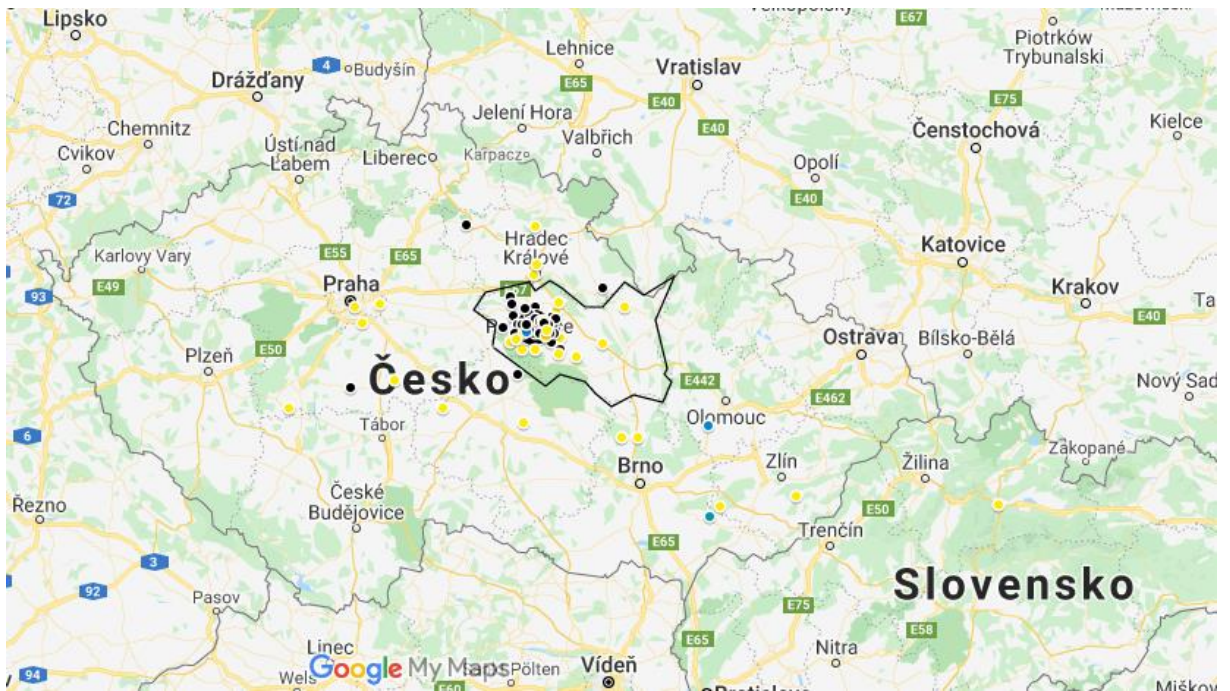 Lipsko
Piotrków
Trybunalski
E67
Lehnice
Vratislav
4
Budyšín
Drážďany
E65
E40
E75
Kielce
Jelení Hora
E40
Čenstochová
Chemnitz
Valbřich
Ústí nad
Labem
Liberec
Karpacz
Cvikov
Opolí
E40
72
Hradec
Králové
Katovice
Karlovy Vary
E55
E65
Praha
E49
93
67
Krakov
E40
Ostrava
Bílsko-Bělá
Plzeň
E50
Česko
E442
Nový Sad
E462
Olomouc
6
Tábor
Zakopané
Brno
Zlín
Žilina
České
Budějovice
Řezno
E50
Trenčín
E65
3
Slovensko
92
Pasov
E75
E58
E65
Linec
Nitra
Google My Maps
Pölten
Vídeň
Wels
94
E60